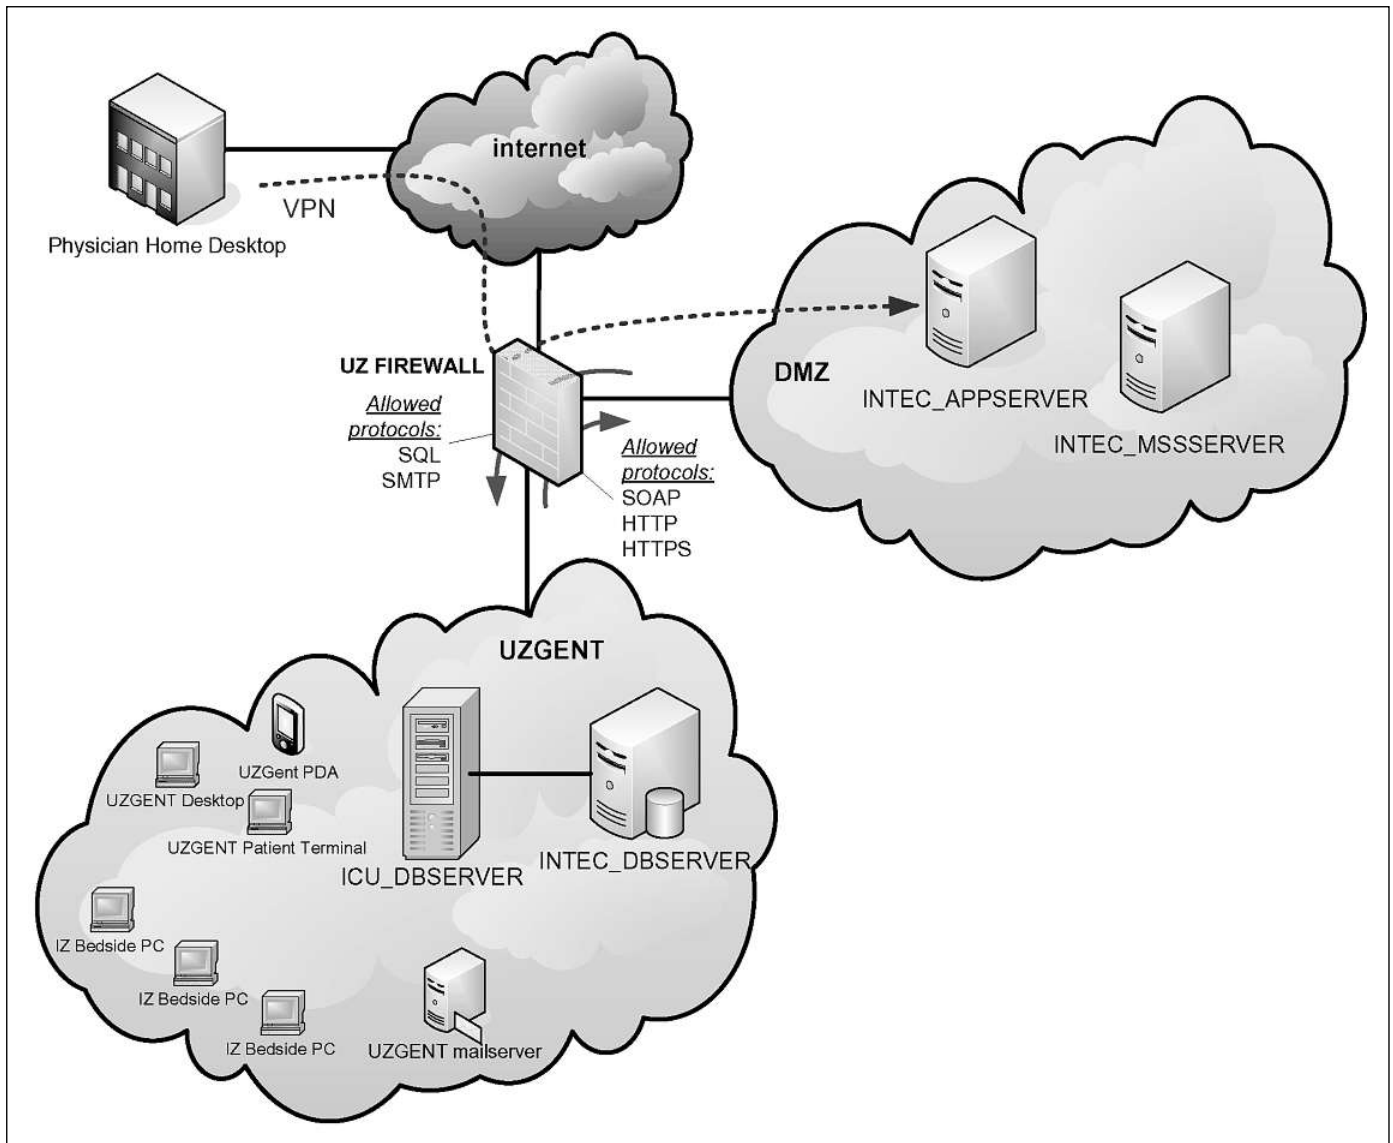 internet
VPN
Physician Home Desktop
UZ FIREWALL
Allowed
protocols:
SQL
SMTP
Allowed
protocols:
SOAP
HTTP
HTTPS
DMZ
INTEC_APPSERVER
INTEC_MSSSERVER
UZGENT
UZGent PDA
UZGENT Desktop
UZGENT Patient Terminal
ICU_DBSERVER
INTEC_DBSERVER
IZ Bedside PC
IZ Bedside PC
IZ Bedside PC
UZGENT mailserver